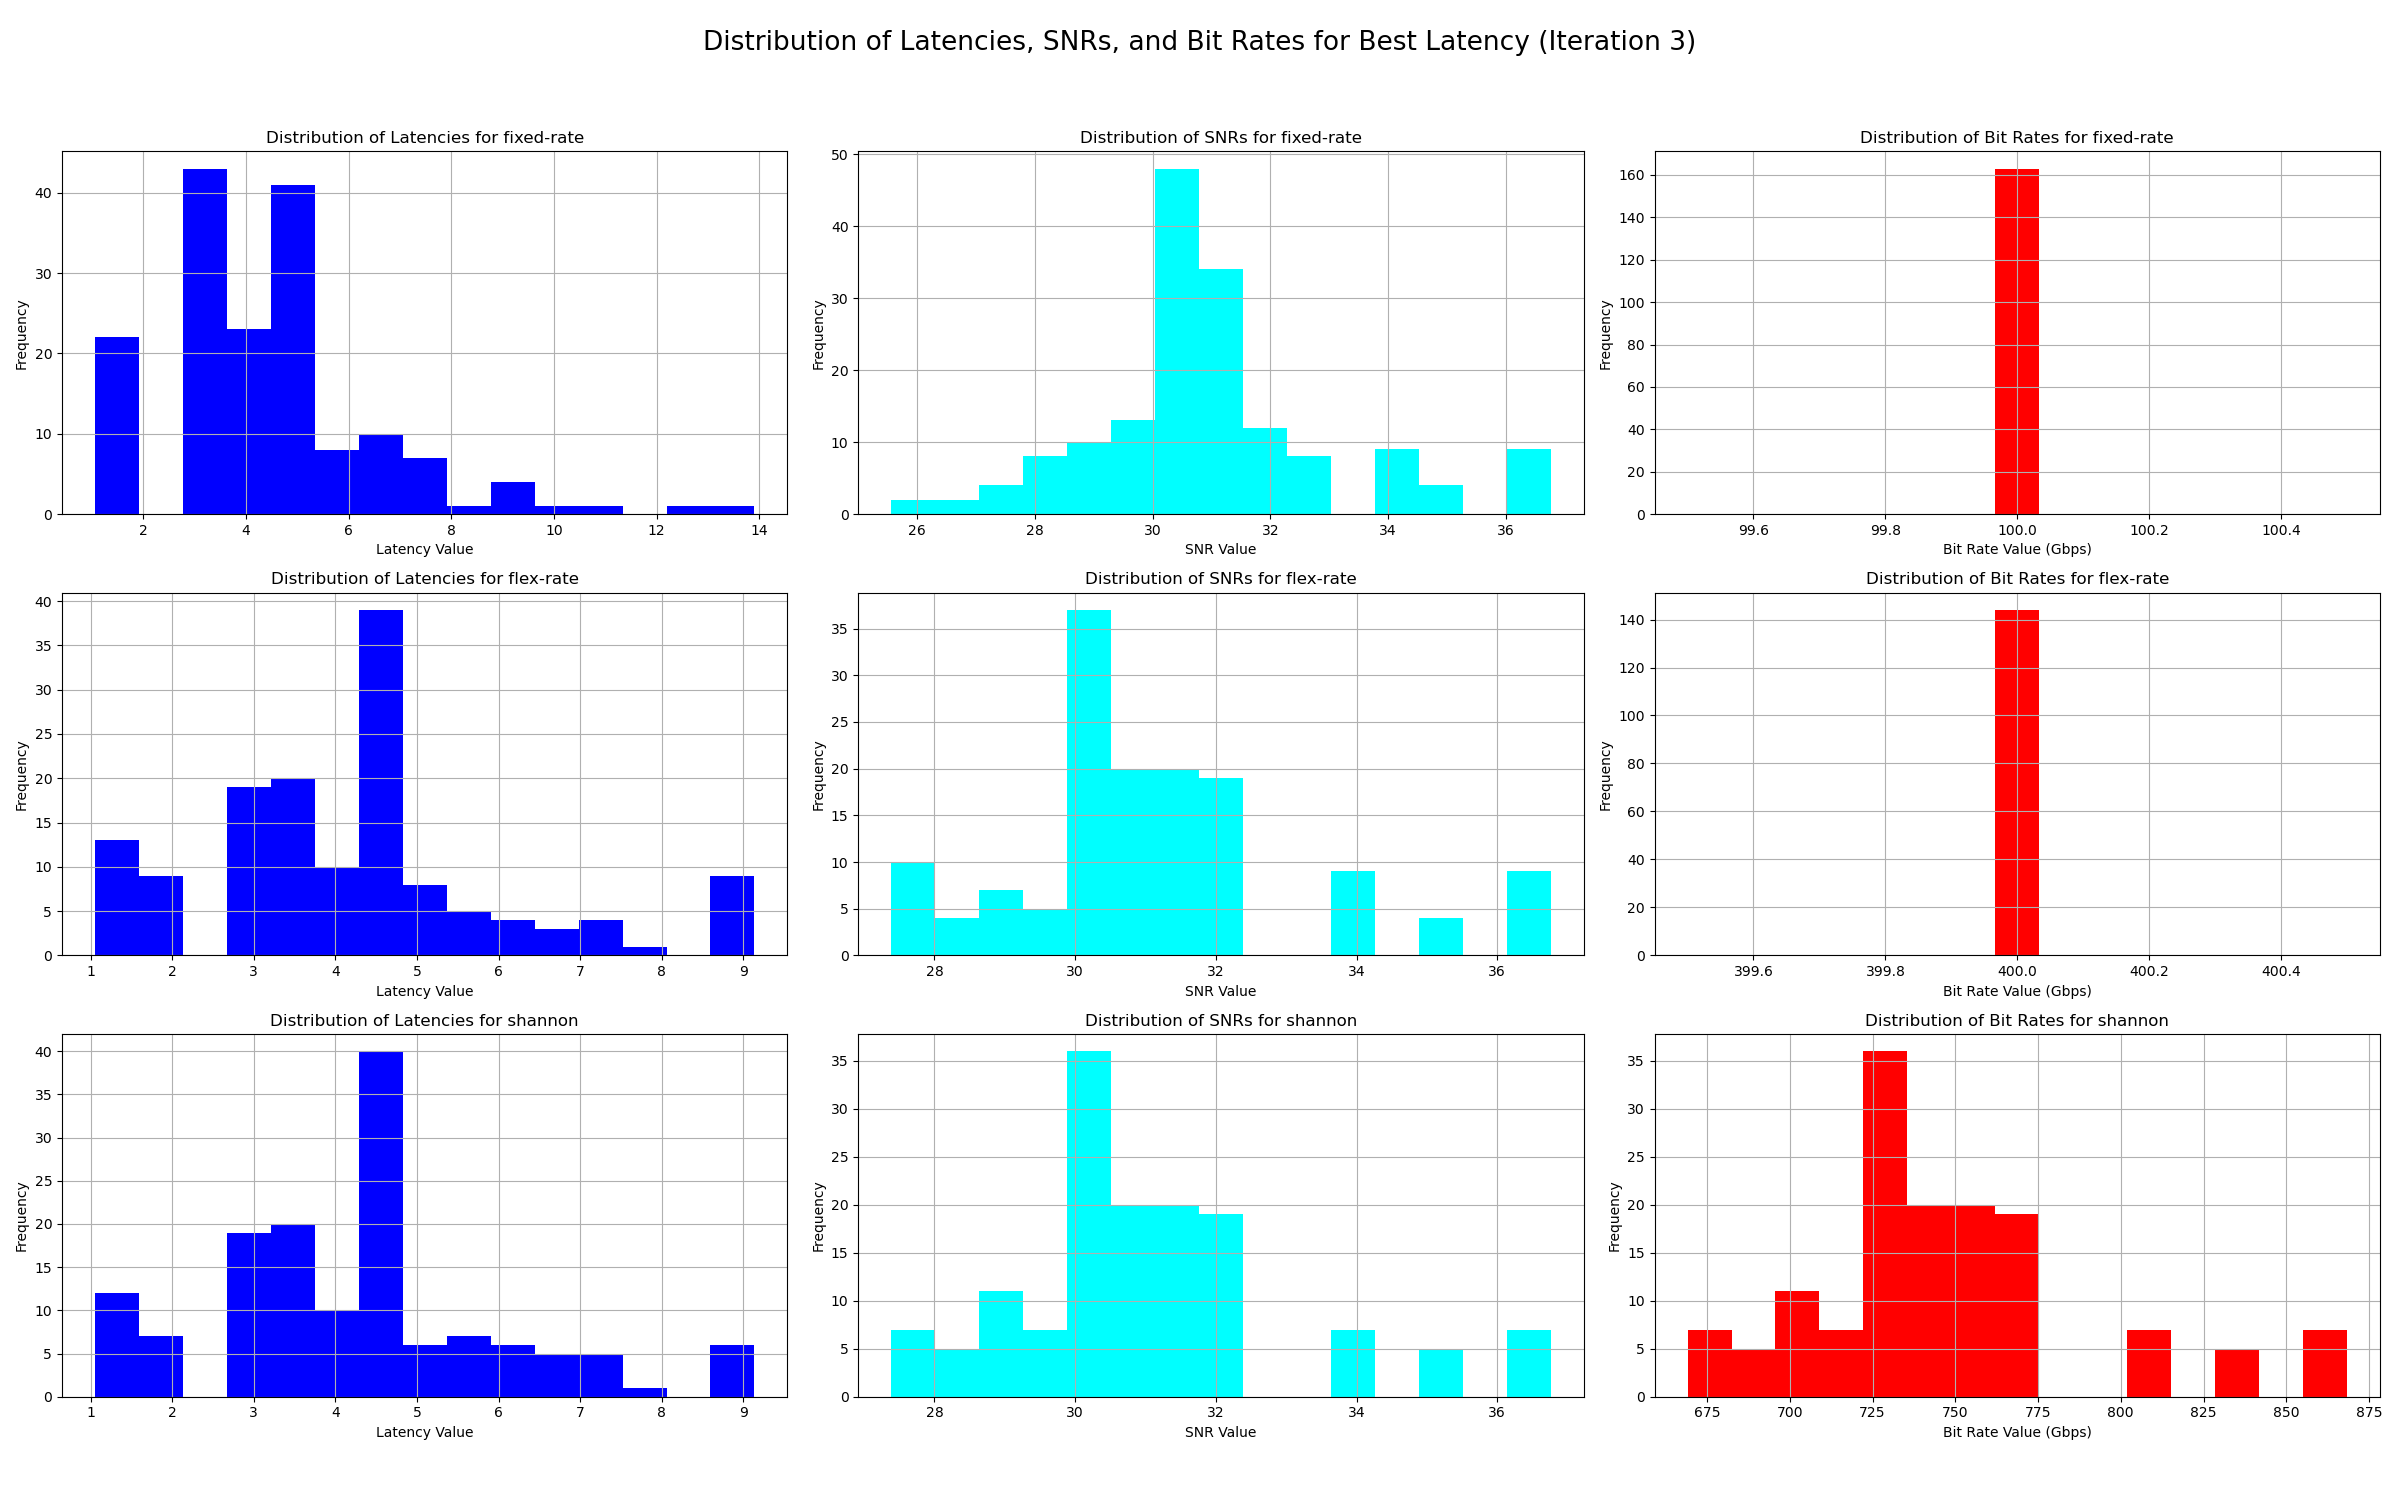 Distribution of Latencies, SNRs, and Bit Rates for Best Latency (Iteration 3)
Distribution of Latencies for fixed-rate
Frequency
40
30
20
10
0
2 4 6 8 10 12 14
Latency Value
Distribution of SNRs for fixed-rate
Frequency
50
40
30
20
10
0
26 28 30 32 34 36
SNR Value
Distribution of Bit Rates for fixed-rate
Frequency
160
140
120
100
80
60
40
20
0
99.6 99.8 100.0 100.2 100.4
Bit Rate Value (Gbps)
Distribution of Latencies for flex-rate
Frequency
40
35
30
25
20
15
10
5
0
1 2 3 4 5 6 7 8 9
Latency Value
Distribution of SNRs for flex-rate
Frequency
35
30
25
20
15
10
5
0
28 30 32 34 36
SNR Value
Distribution of Bit Rates for flex-rate
Frequency
140
120
100
80
60
40
20
0
399.6 399.8 400.0 400.2 400.4
Bit Rate Value (Gbps)
Distribution of Latencies for shannon
Frequency
40
35
30
25
20
15
10
5
0
1 2 3 4 5 6 7 8 9
Latency Value
Distribution of SNRs for shannon
Frequency
35
30
25
20
15
10
5
0
28 30 32 34 36
SNR Value
Distribution of Bit Rates for shannon
Frequency
35
30
25
20
15
10
5
0
675 700 725 750 775 800 825 850 875
Bit Rate Value (Gbps)